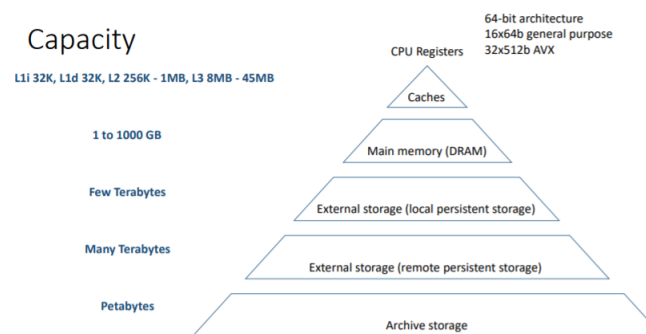 Capacity
64-bit architecture
16x64b general purpose
32x512b AVX
CPU Registers
L1i 32K, L1d 32K, L2 256K - 1MB, L3 8MB - 45MB
Caches
1 to 1000 GB
Main memory (DRAM)
Few Terabytes
External storage (local persistent storage)
Many Terabytes
External storage (remote persistent storage)
Petabytes
Archive storage